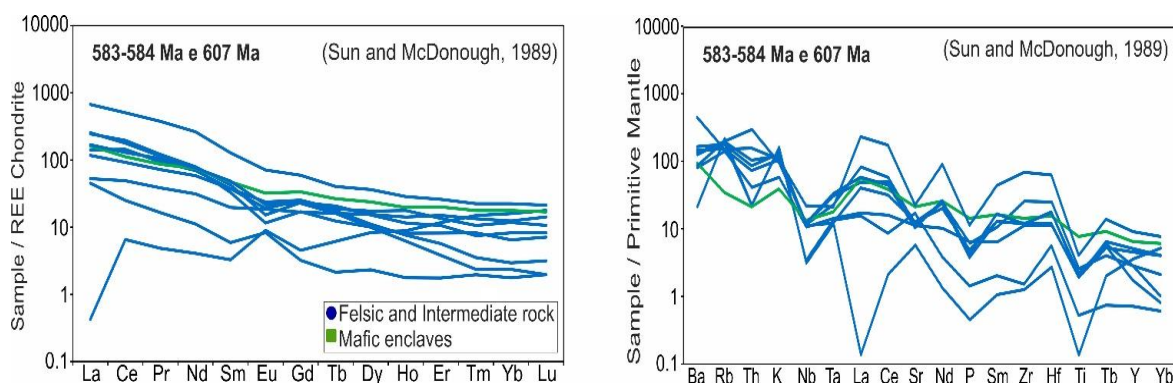 Sample / REE Chondrite
10000
1000
100
10
1
0.1
583-584 Ma e 607 Ma
(Sun and McDonough, 1989)
Felsic and Intermediate rock
Mafic enclaves
La Ce Pr Nd Sm Eu Gd Tb Dy Ho Er Tm Yb Lu
Sample / Primitive Mantle
10000
1000
100
10
1
0.1
583-584 Ma e 607 Ma
(Sun and McDonough, 1989)
Ba Rb Th K Nb Ta La Ce Sr Nd P Sm Zr Hf Ti Tb Y Yb